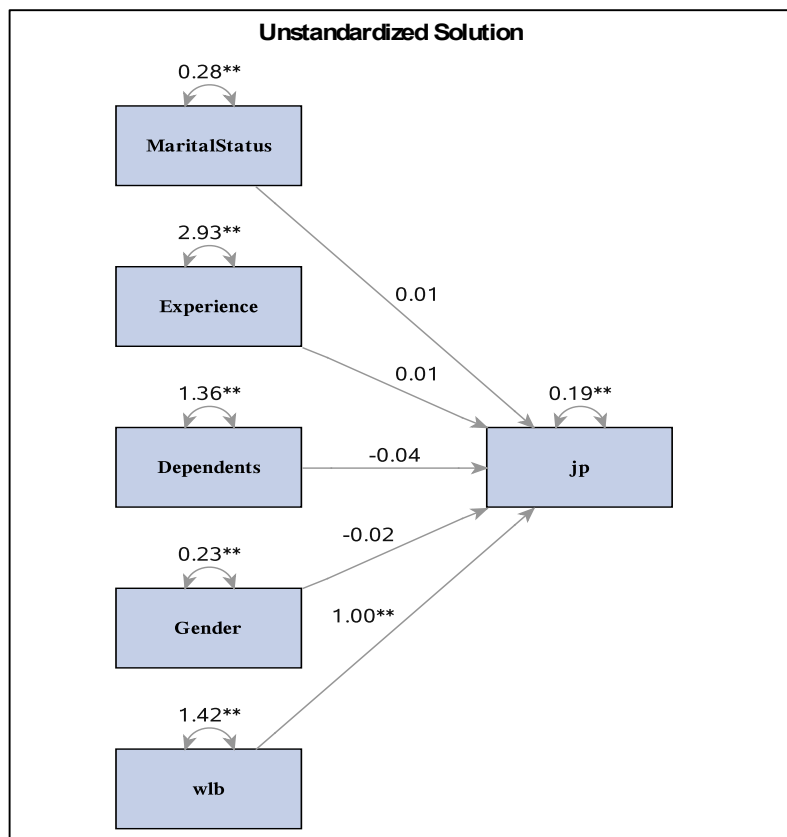 Unstandardized Solution
0.28**
MaritalStatus
2.93**
Experience
0.01
0.01
1.36**
Dependents
-0.04
0.19**
jp
0.23**
Gender
-0.02
1.00**
1.42**
wlb